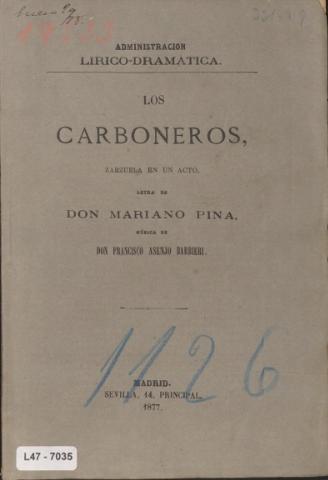 ADMINISTRACION
LIRICO-DRAMATICA.
LOS
CARBONEROS,
ZARZUELA EN UN ACTO,
LETRA DE
DON MARIANO PINA,
MÚSICA DE
DON FRANCISCO ASENJO BARBIERI.
1126
MADRID.
SEVILLA, 14, PRINCIPAL.
1877.
L47 - 7035